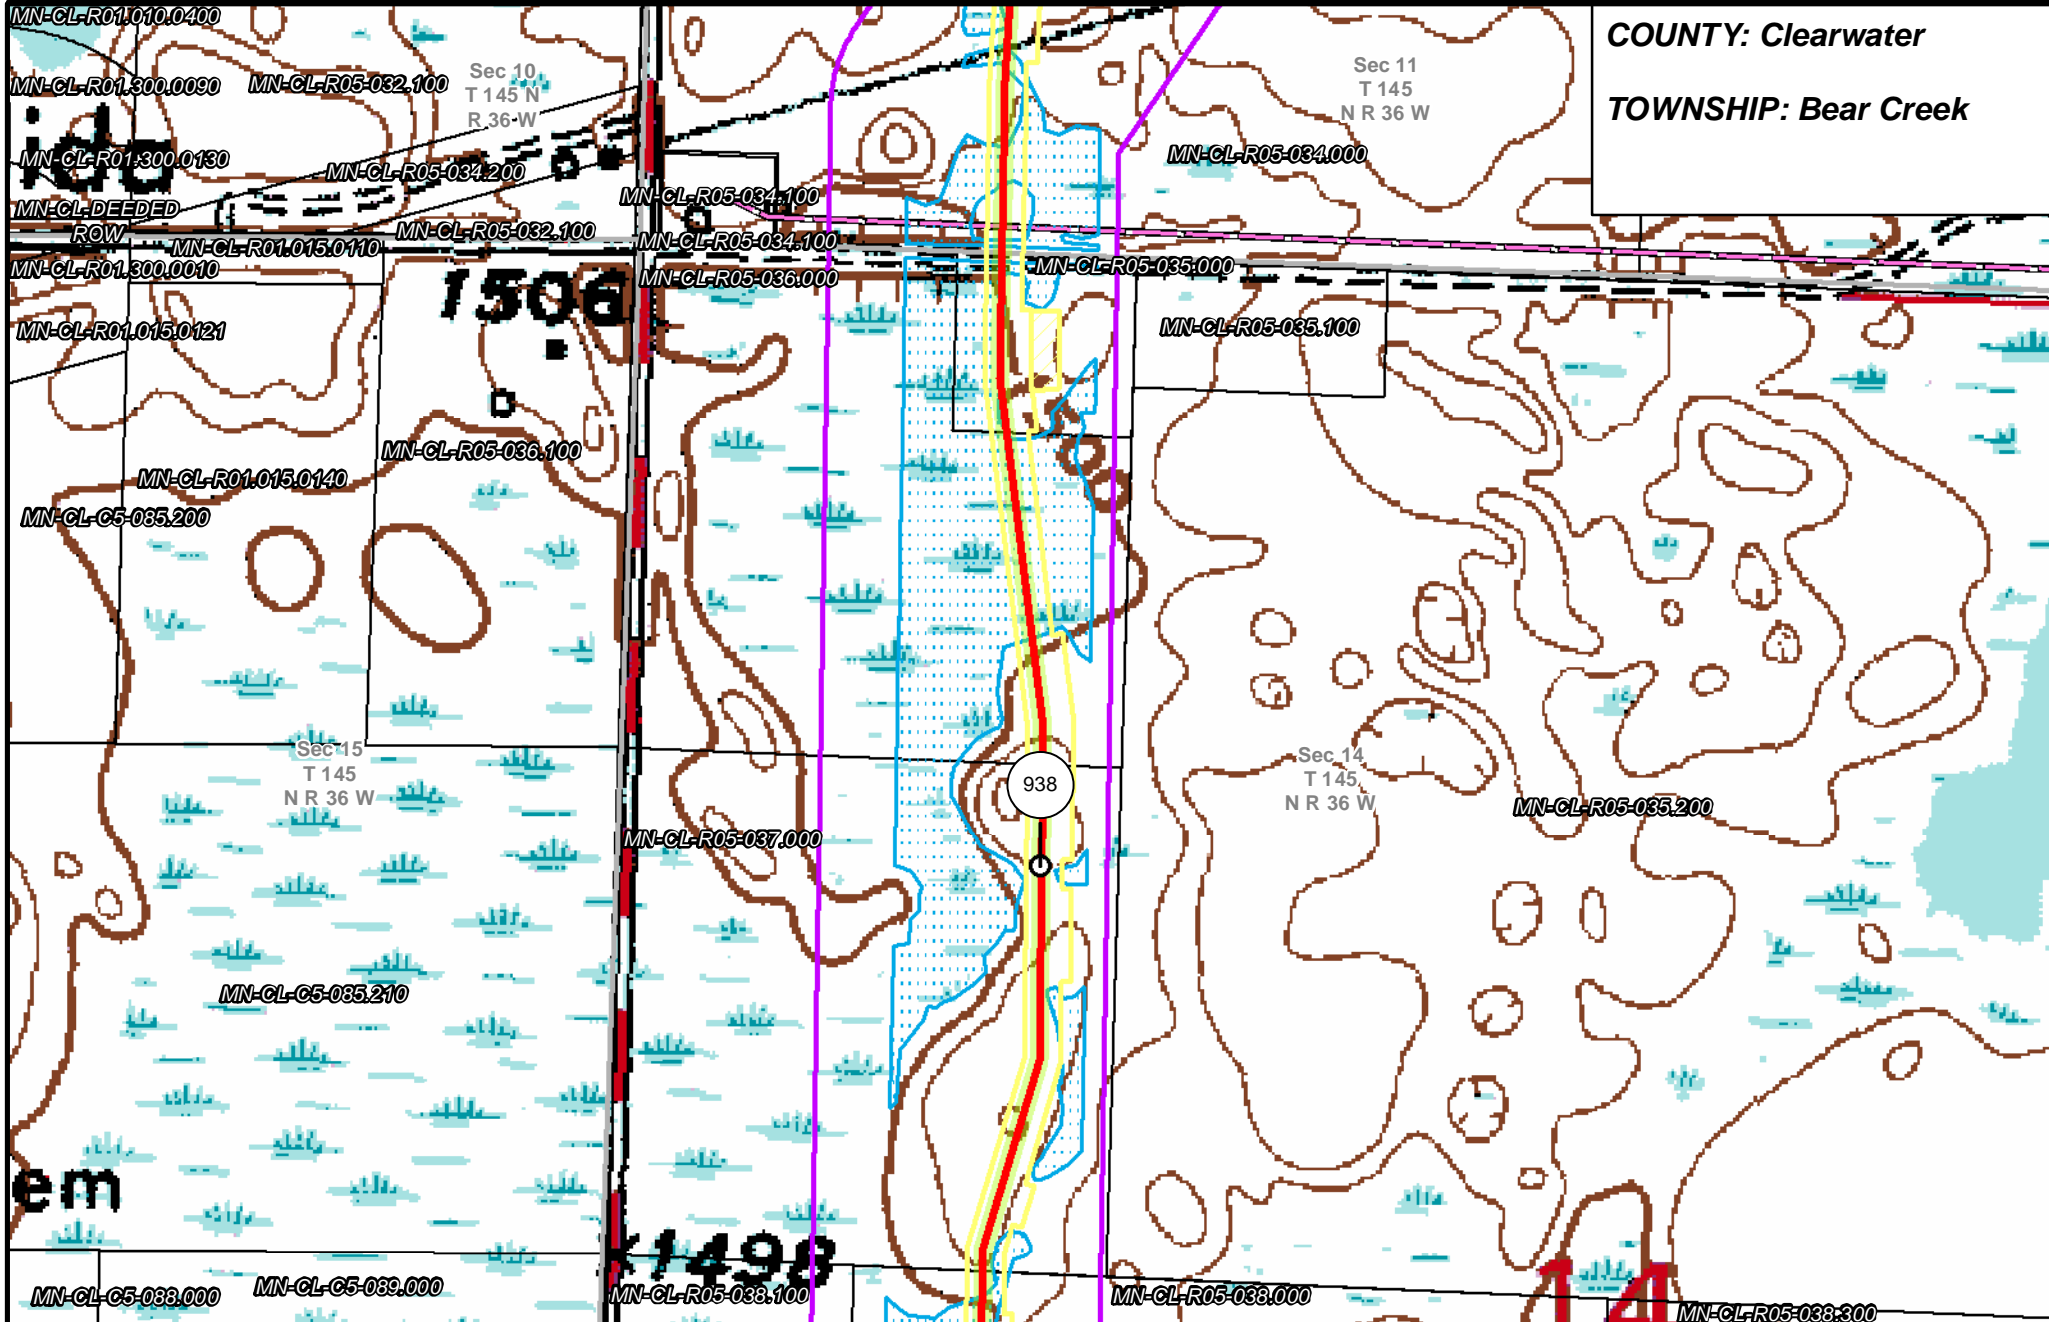 MN-CL-R01.010.0400
COUNTY: Clearwater
TOWNSHIP: Bear Creek
Sec 10
T 145 N
R 36 W
Sec 11
T 145
N R 36 W
MN-CL-R01.300.0090
MN-CL-R05-032.100
ida
MN-CL-R01.300.0130
MN-CL-R05-034.200
MN-CL-R05-034.000
MN-CL-R05-034.100
MN-CL-DEEDED
ROW
MN-CL-R01.015.0110
MN-CL-R05-032.100
MN-CL-R05-034.100
MN-CL-R01.300.0010
MN-CL-R05-036.000
MN-CL-R05-035.000
1506
MN-CL-R01.015.0121
MN-CL-R05-035.100
MN-CL-R05-036.100
MN-CL-R01.015.0140
MN-CL-C5-085.200
Sec 15
T 145
N R 36 W
938
Sec 14
T 145
N R 36 W
MN-CL-R05-035.200
MN-CL-R05-037.000
MN-CL-C5-085.210
em
x1498
14
MN-CL-C5-088.000
MN-CL-C5-089.000
MN-CL-R05-038.100
MN-CL-R05-038.000
MN-CL-R05-038.300